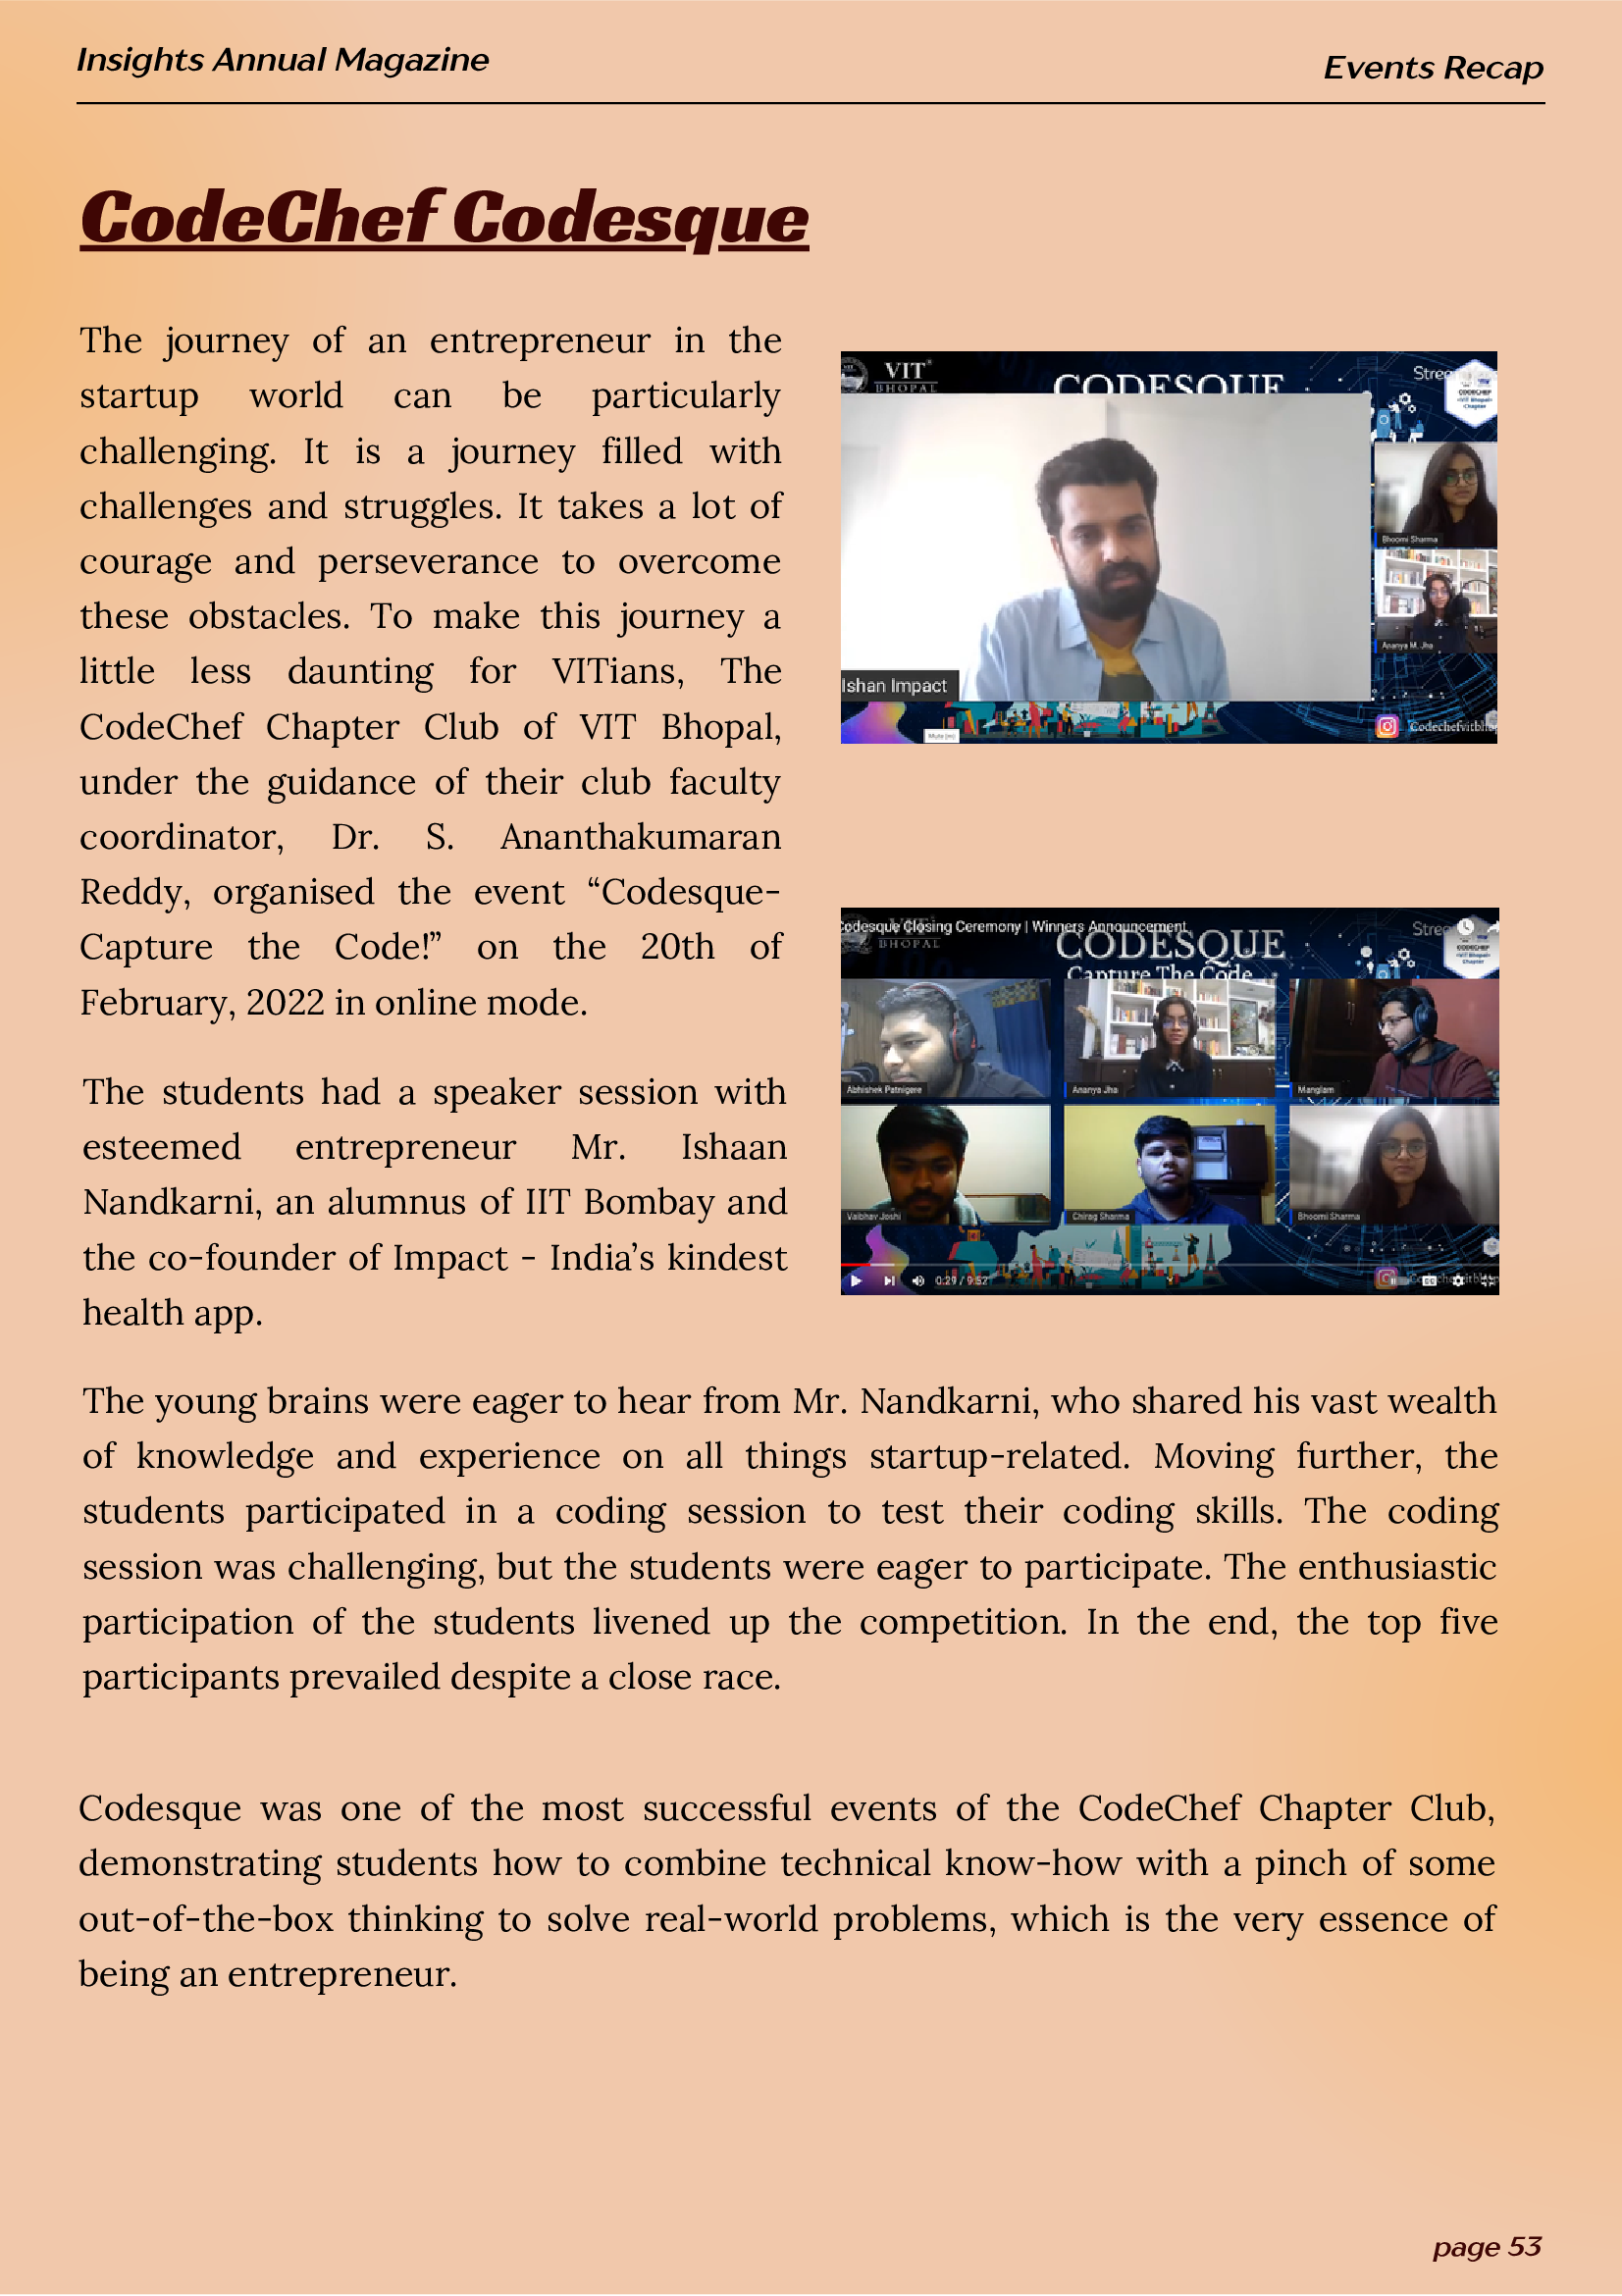 Insights Annual Magazine
Events Recap
CodeChef Codesque
The journey of an entrepreneur in the
startup world can be particularly
challenging. It is a journey filled with
challenges and struggles. It takes a lot of
courage and perseverance to overcome
these obstacles. To make this journey a
little less daunting for VITians, The
CodeChef Chapter Club of VIT Bhopal,
under the guidance of their club faculty
coordinator, Dr. S. Ananthakumaran
Reddy, organised the event “Codesque-
Capture the Code!” on the 20th of
February, 2022 in online mode.
The students had a speaker session with
esteemed entrepreneur Mr. Ishaan
Nandkarni, an alumnus of IIT Bombay and
the co-founder of Impact - India’s kindest
health app.
VIT
BHOPAL
CODESQUE
CODECHEF
VIT Bhopal
Chapter
Bhoomi Sharma
Ananya M. Jha
Ishan Impact
Mute (m)
Codesque Closing Ceremony | Winners Announcement
VIT
BHOPAL
CODESQUE
Capture The Code
CODECHEF
VIT Bhopal
Chapter
Abhishek Patnigere
Ananya Jha
Manglam
Vaibhav Joshi
Chirag Sharma
Bhoomi Sharma
0:29 / 9:52
The young brains were eager to hear from Mr. Nandkarni, who shared his vast wealth
of knowledge and experience on all things startup-related. Moving further, the
students participated in a coding session to test their coding skills. The coding
session was challenging, but the students were eager to participate. The enthusiastic
participation of the students livened up the competition. In the end, the top five
participants prevailed despite a close race.
Codesque was one of the most successful events of the CodeChef Chapter Club,
demonstrating students how to combine technical know-how with a pinch of some
out-of-the-box thinking to solve real-world problems, which is the very essence of
being an entrepreneur.
page 53